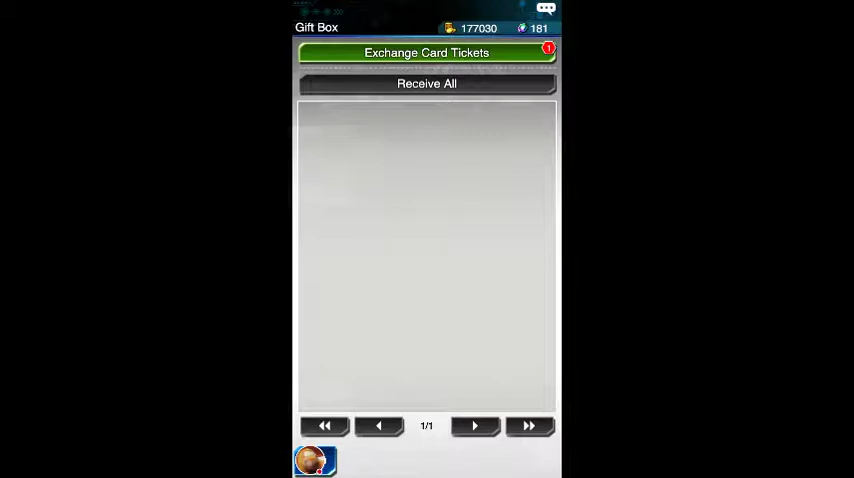 Gift Box
177030
181
Exchange Card Tickets
1
Receive All
1/1